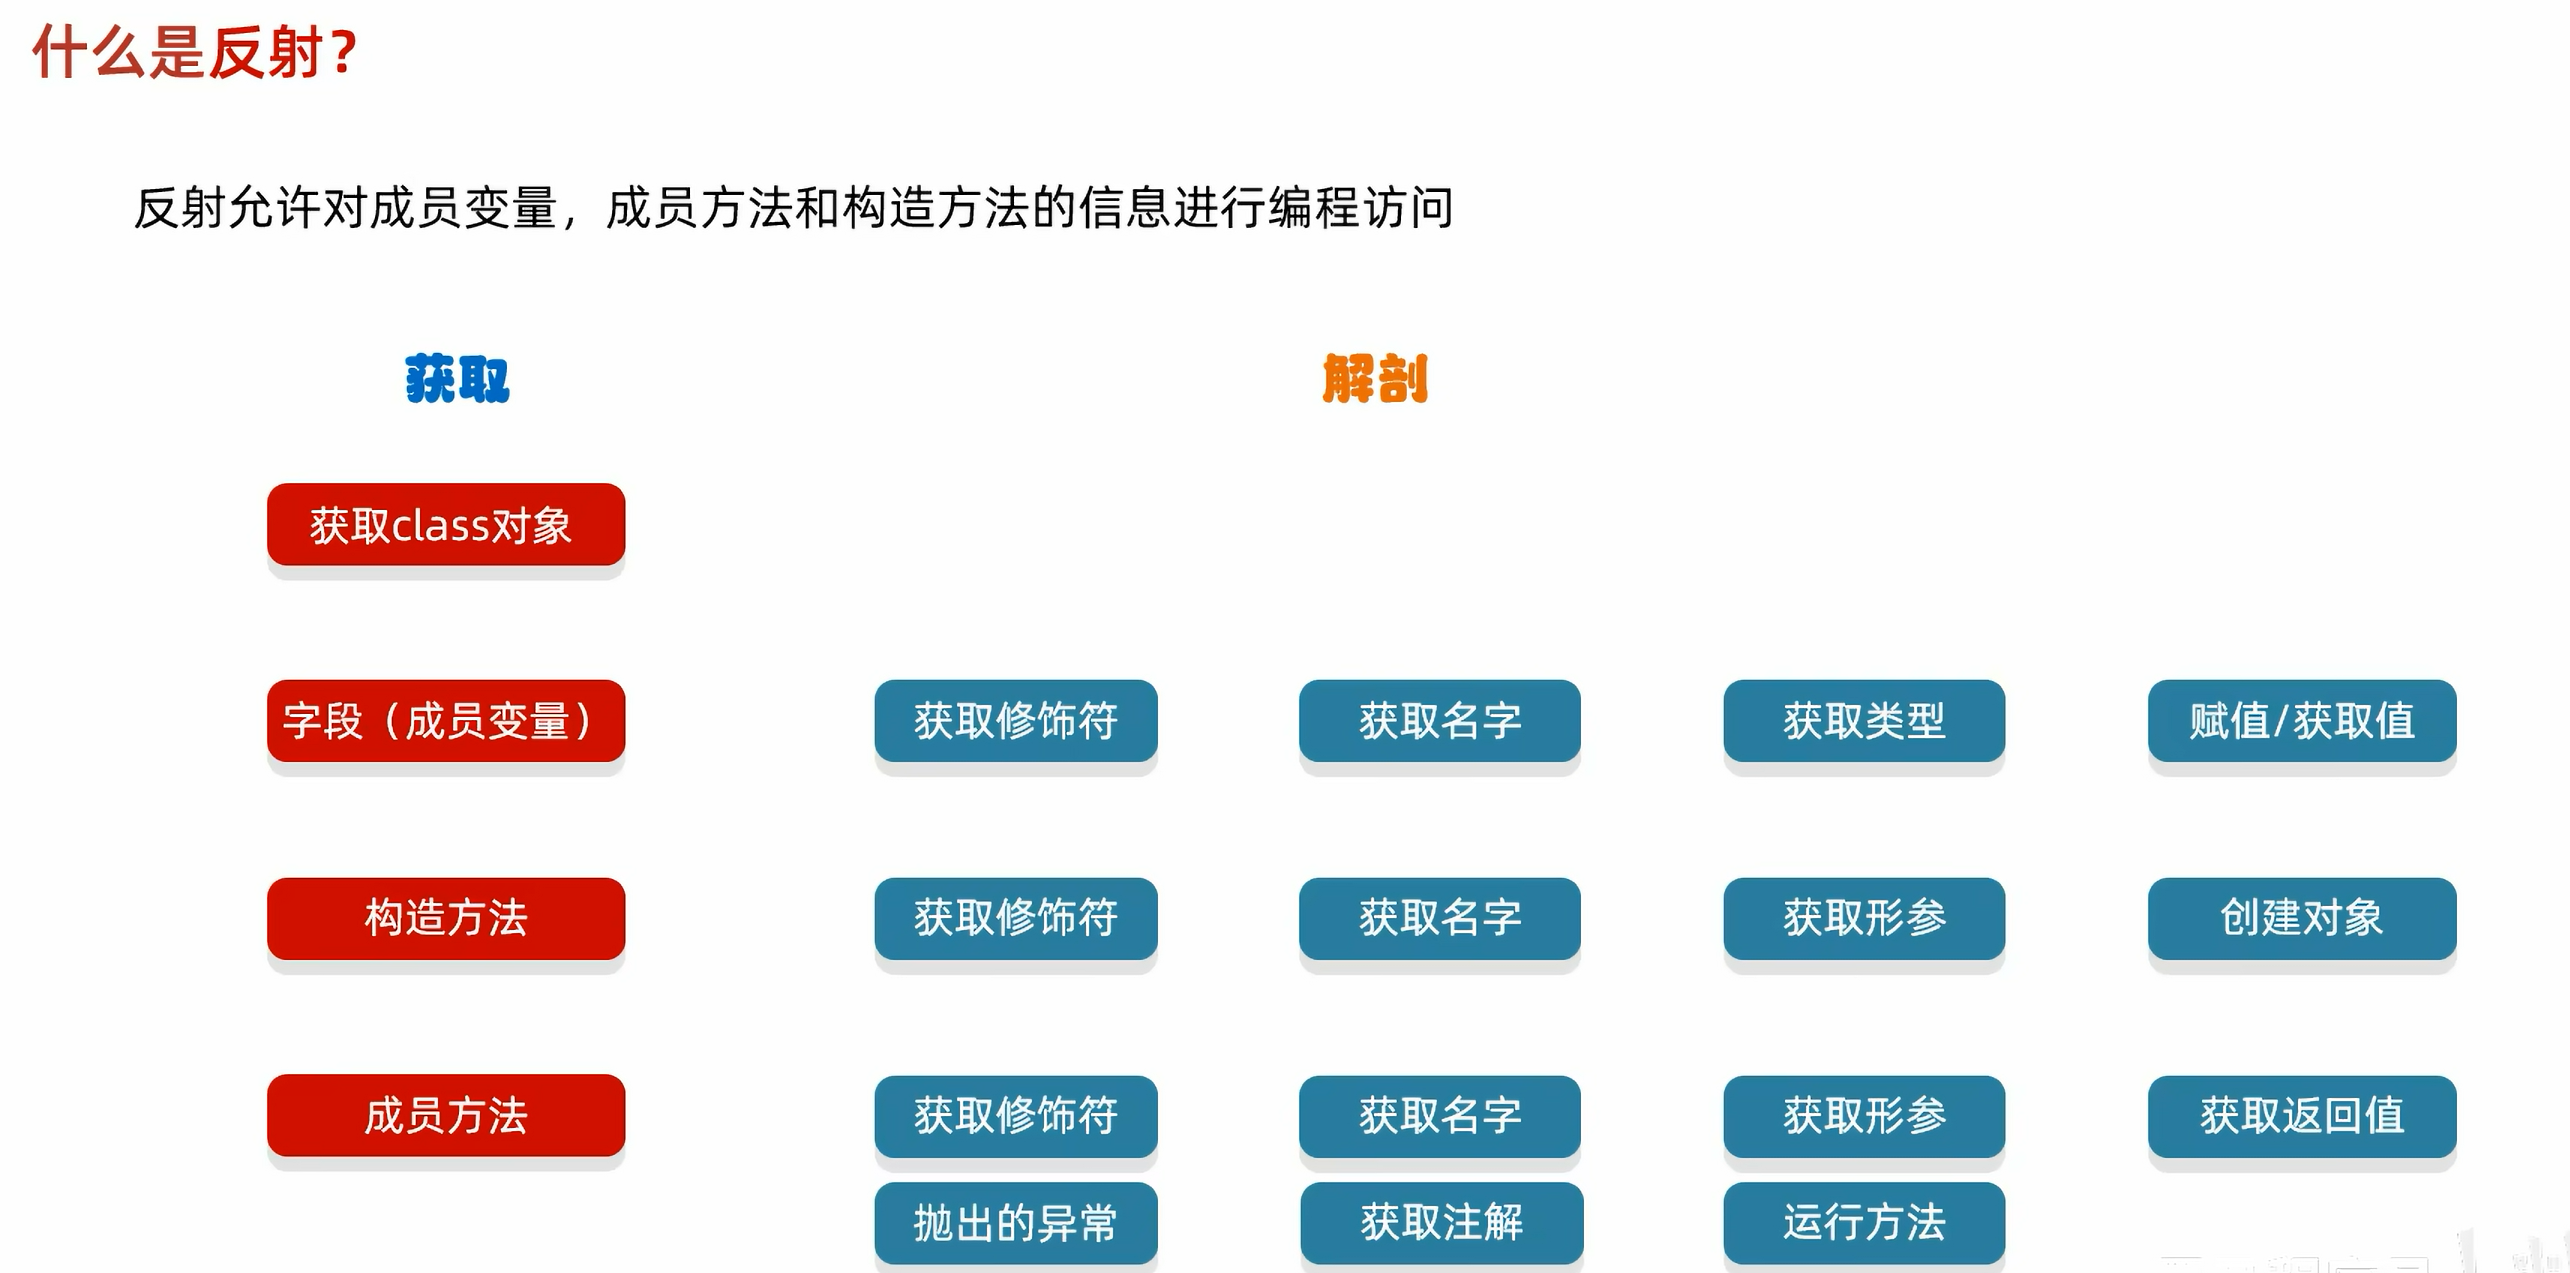 什么是反射？
反射允许对成员变量，成员方法和构造方法的信息进行编程访问
获取 解剖
获取class对象
字段（成员变量） 获取修饰符 获取名字 获取类型 赋值/获取值
构造方法 获取修饰符 获取名字 获取形参 创建对象
成员方法 获取修饰符 获取名字 获取形参 获取返回值
抛出的异常 获取注解 运行方法